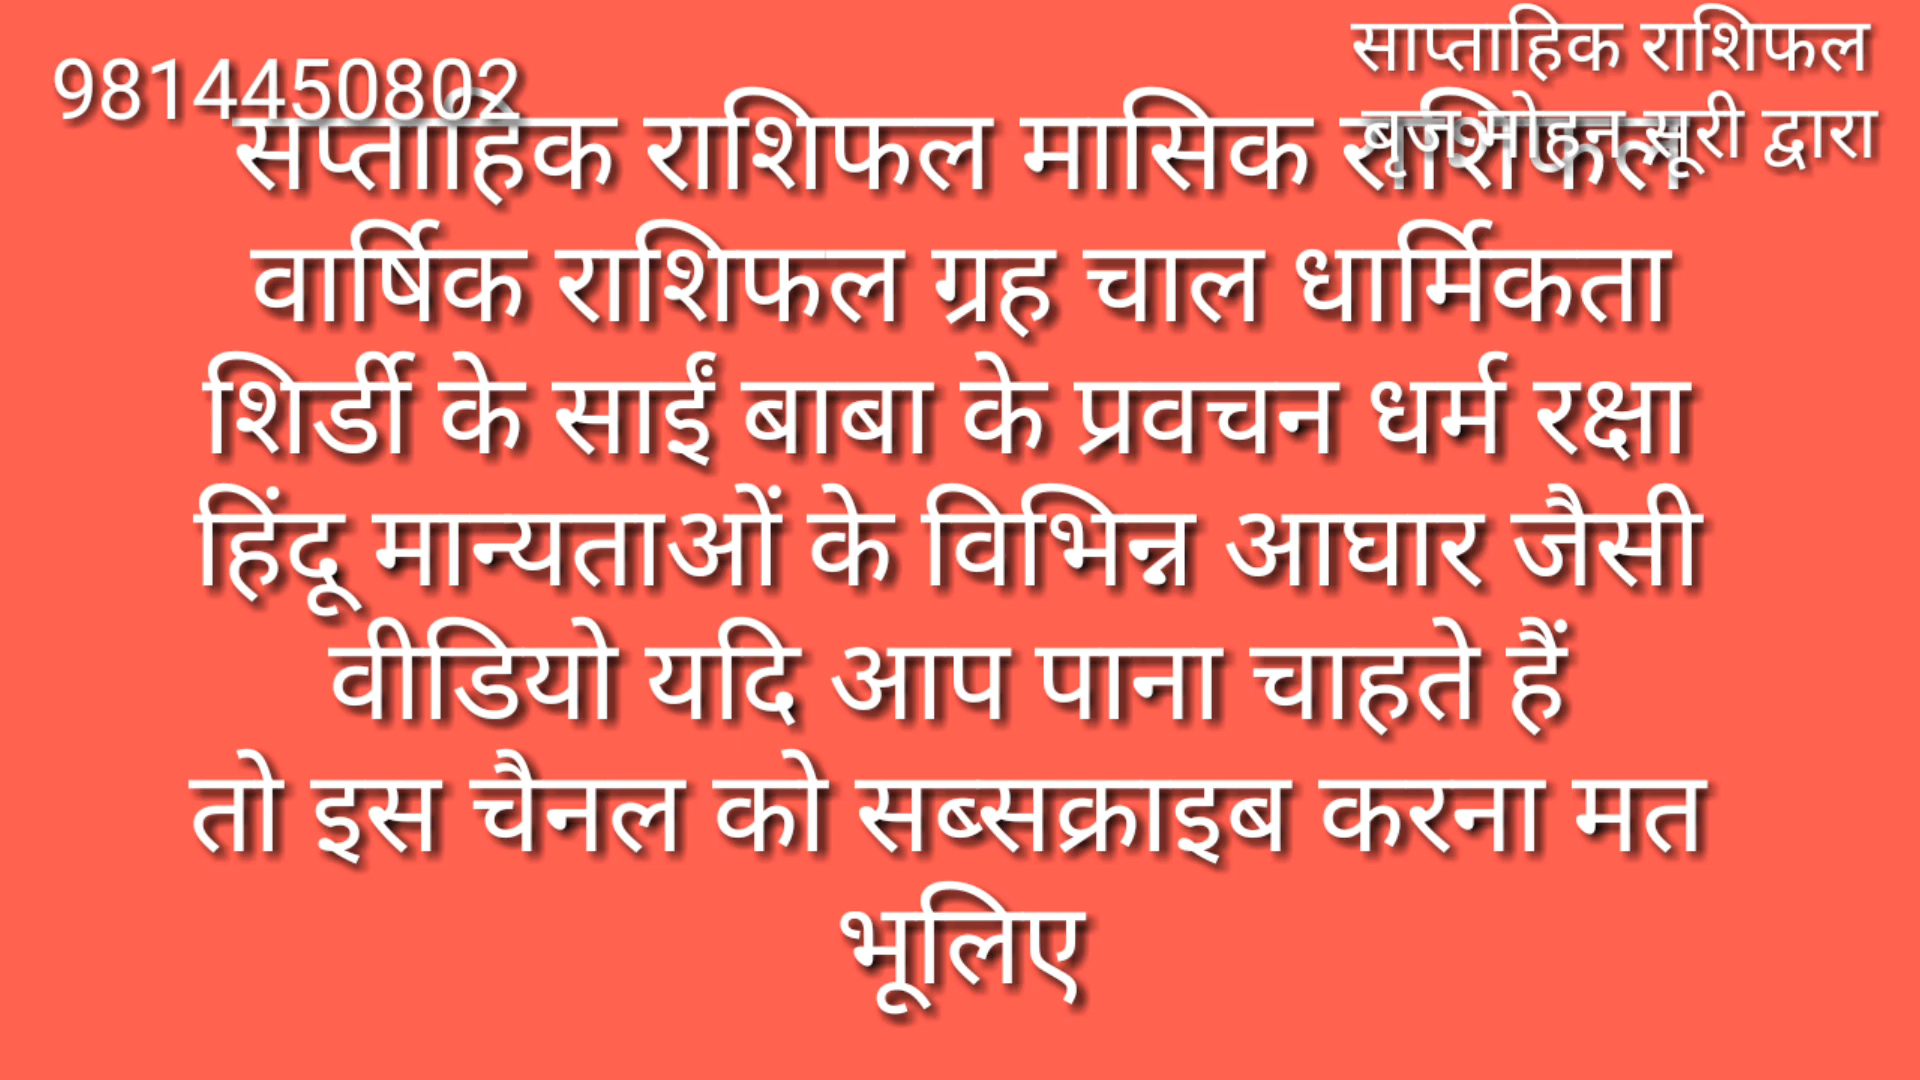 9814450802
साप्ताहिक राशिफल
बृज मोहन सूरी द्वारा
सप्ताहिक राशिफल मासिक राशिफल
वार्षिक राशिफल ग्रह चाल धार्मिकता
शिर्डी के साईं बाबा के प्रवचन धर्म रक्षा
हिंदू मान्यताओं के विभिन्न आघार जैसी
वीडियो यदि आप पाना चाहते हैं
तो इस चैनल को सब्सक्राइब करना मत
भूलिए